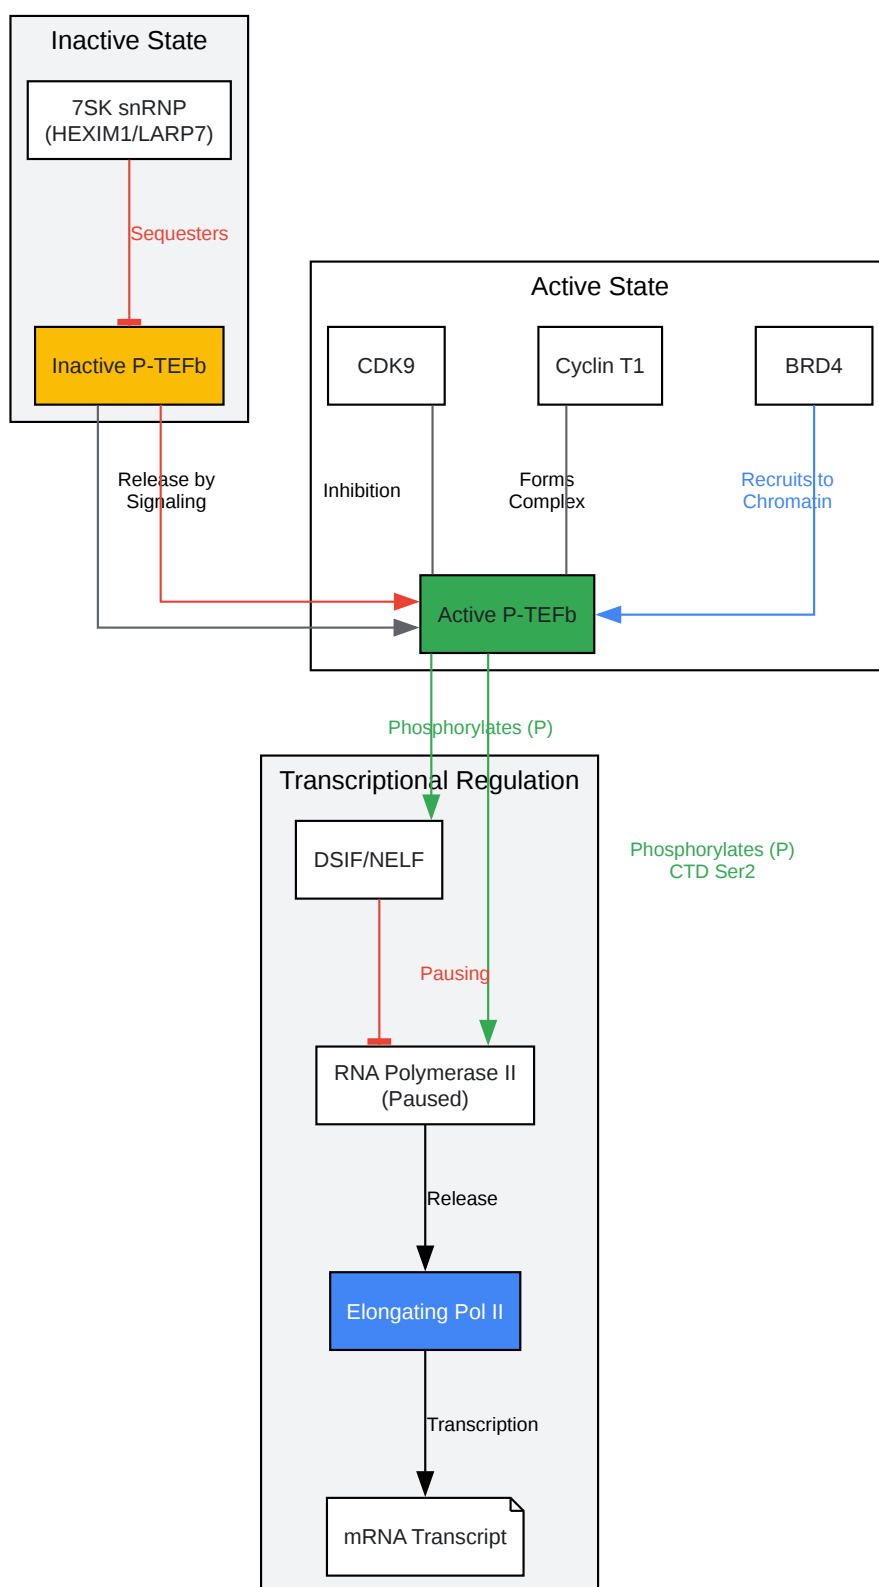 Inactive State
7SK snRNP
(HEXIM1/LARP7)
Sequesters
Inactive P-TEFb
Active State
CDK9
Cyclin T1
BRD4
Release by
Signaling
Inhibition
Forms
Complex
Recruits to
Chromatin
Active P-TEFb
Phosphorylates (P)
Transcriptional Regulation
DSIF/NELF
Phosphorylates (P)
CTD Ser2
Pausing
RNA Polymerase II
(Paused)
Release
Elongating Pol II
Transcription
mRNA Transcript